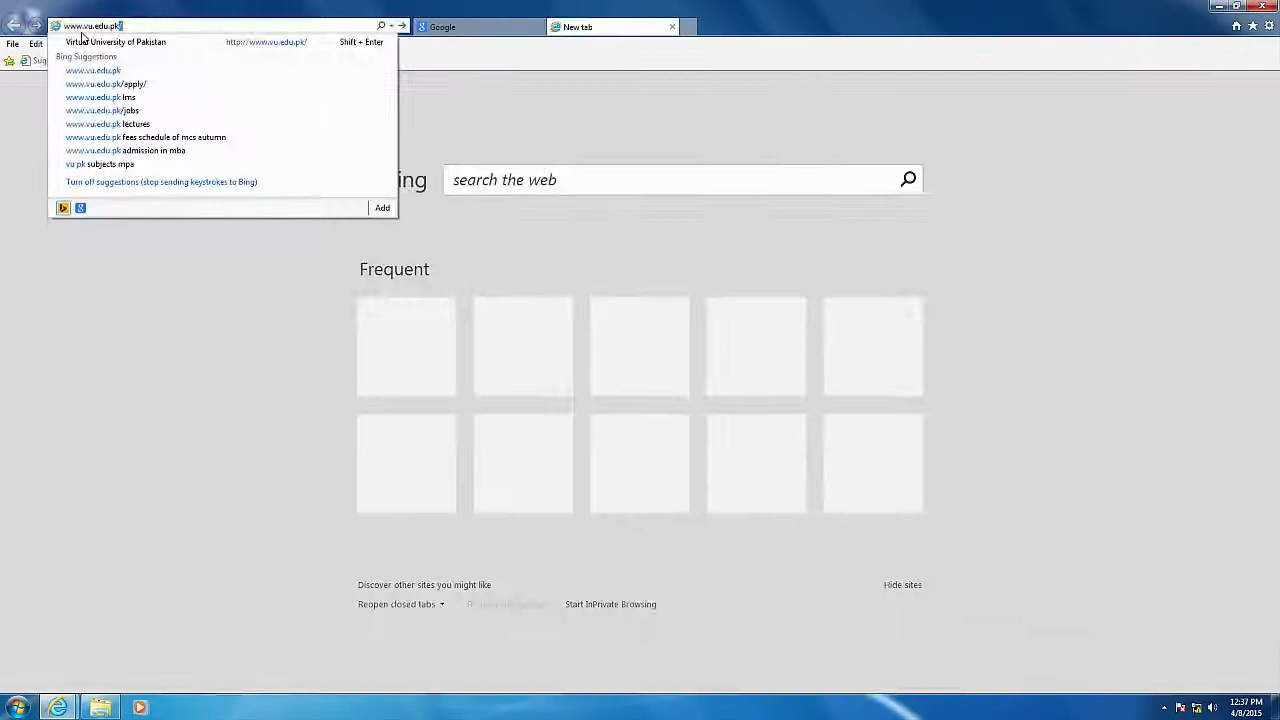 www.vu.edu.pk/
Google
New tab
File Edit
Sug
Virtual University of Pakistan http://www.vu.edu.pk/ Shift + Enter
Bing Suggestions
www.vu.edu.pk
www.vu.edu.pk/apply/
www.vu.edu.pk lms
www.vu.edu.pk/jobs
www.vu.edu.pk lectures
www.vu.edu.pk fees schedule of mcs autumn
www.vu.edu.pk admission in mba
vu pk subjects mpa
Turn off suggestions (stop sending keystrokes to Bing)
Add
ing
search the web
Frequent
Discover other sites you might like
Hide sites
Reopen closed tabs
Start InPrivate Browsing
12:37 PM
4/9/2015